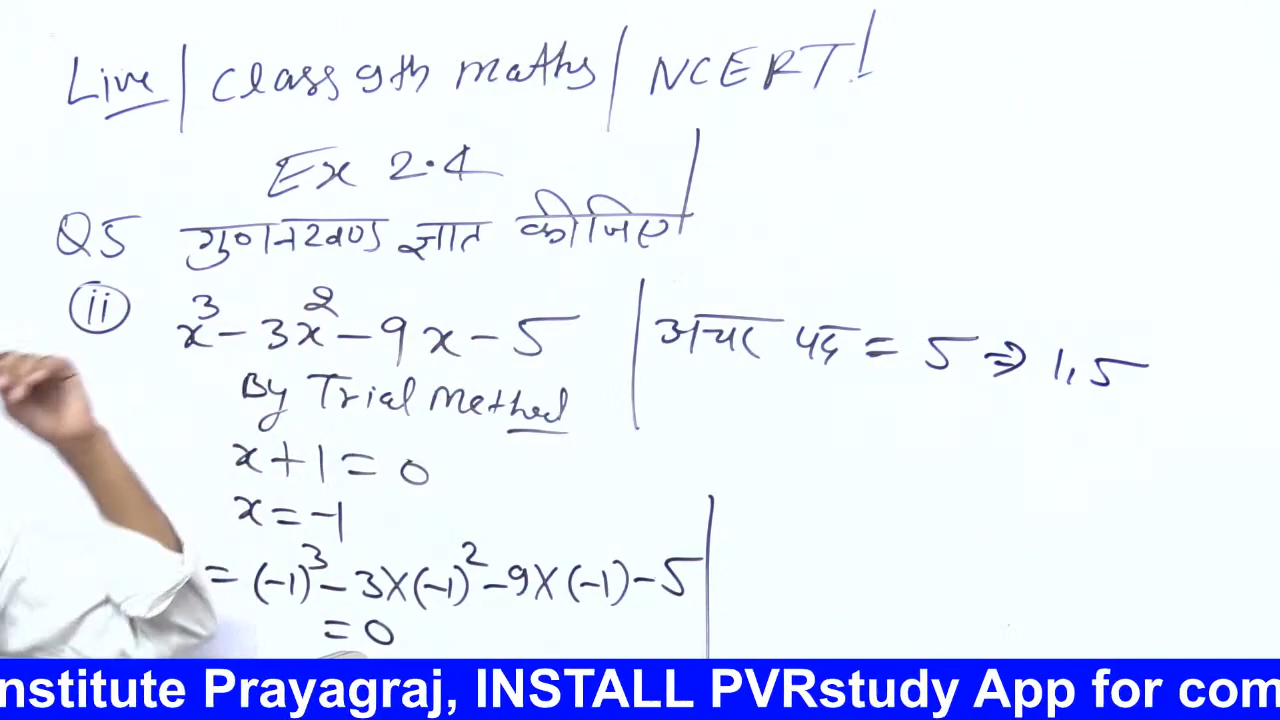 Live | Class 9th maths | NCERT |
Ex 2.4
Q5 गुणनखण्ड ज्ञात कीजिए
(ii) x³ - 3x² - 9x - 5
अचर पद = 5 ⇒ 1, 5
By Trial Method
x + 1 = 0
x = -1
= (-1)³ - 3×(-1)² - 9×(-1) - 5
= 0
nstitute Prayagraj, INSTALL PVRstudy App for com